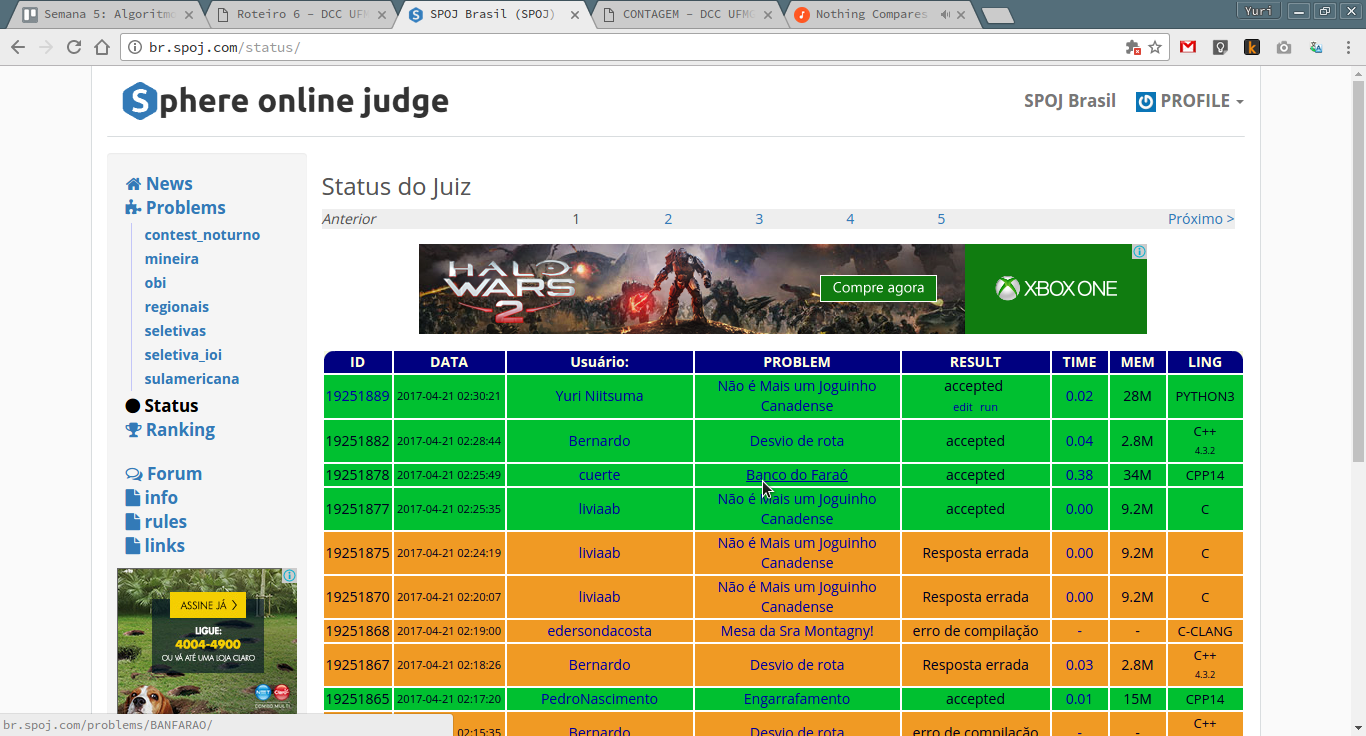 Semana 5: Algoritm
Roteiro 6 – DCC UF
SPOJ Brasil (SPOJ)
CONTAGEM – DCC UFM
Nothing Compares
Yuri
br.spoj.com/status/
Sphere online judge
SPOJ Brasil PROFILE
News
Problems
contest_noturno
mineira
obi
regionais
seletivas
seletiva_ioi
sulamericana
Status
Ranking
Forum
info
rules
links
ASSINE JÁ >
LIGUE:
4004-4900
OU VÁ ATÉ UMA LOJA CLARO
NET Claro
Status do Juiz
Anterior 1 2 3 4 5 Próximo >
HALO
WARS
2
Compre agora
XBOX ONE
ID DATA Usuário: PROBLEM RESULT TIME MEM LING
19251889 2017-04-21 02:30:21 Yuri Niitsuma Não é Mais um Joguinho Canadense accepted edit run 0.02 28M PYTHON3
19251882 2017-04-21 02:28:44 Bernardo Desvio de rota accepted 0.04 2.8M C++ 4.3.2
19251878 2017-04-21 02:25:49 cuerte Banco do Faraó accepted 0.38 34M CPP14
19251877 2017-04-21 02:25:35 liviaab Não é Mais um Joguinho Canadense accepted 0.00 9.2M C
19251875 2017-04-21 02:24:19 liviaab Não é Mais um Joguinho Canadense Resposta errada 0.00 9.2M C
19251870 2017-04-21 02:20:07 liviaab Não é Mais um Joguinho Canadense Resposta errada 0.00 9.2M C
19251868 2017-04-21 02:19:00 edersondacosta Mesa da Sra Montagny! erro de compilação - - C-CLANG
19251867 2017-04-21 02:18:26 Bernardo Desvio de rota Resposta errada 0.03 2.8M C++ 4.3.2
19251865 2017-04-21 02:17:20 PedroNascimento Engarrafamento accepted 0.01 15M CPP14
02:15:35 Bernardo Desvio de rota erro de compilação - - C++
br.spoj.com/problems/BANFARAO/